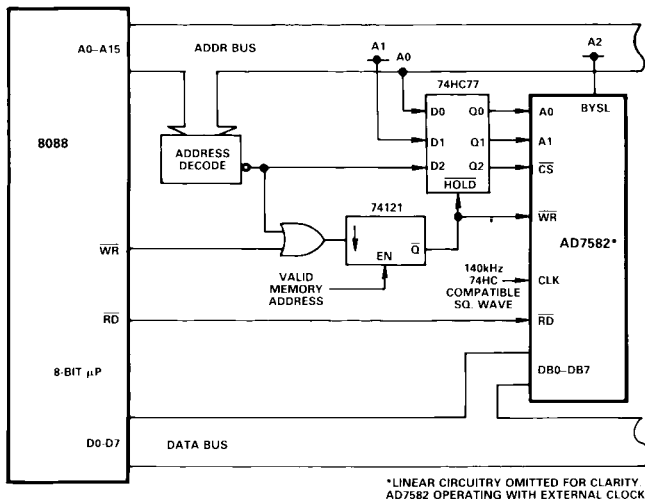 A0–A15
ADDR BUS
A1
A0
A2
74HC77
8088
ADDRESS
DECODE
D0
Q0
D1
Q1
D2
Q2
HOLD
A0
BYSL
A1
CS
74121
EN
Q
WR
WR
AD7582*
VALID
MEMORY
ADDRESS
140kHz
74HC
COMPATIBLE
SQ. WAVE
CLK
RD
RD
8-BIT μP
DB0–DB7
D0-D7
DATA BUS
*LINEAR CIRCUITRY OMITTED FOR CLARITY.
AD7582 OPERATING WITH EXTERNAL CLOCK